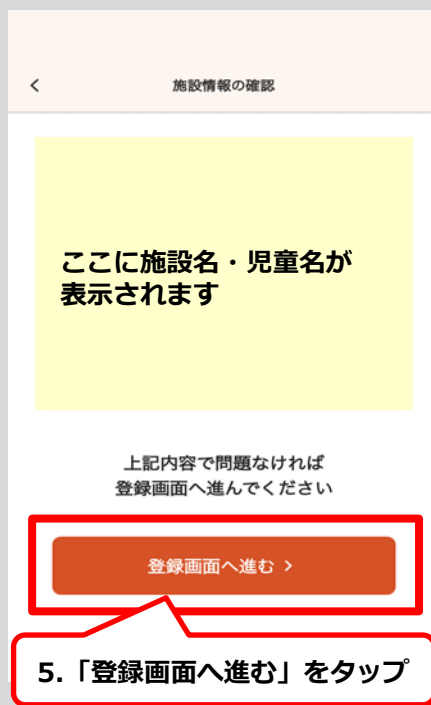 施設情報の確認
ここに施設名・児童名が
表示されます
上記内容で問題なければ
登録画面へ進んでください
登録画面へ進む >
5.「登録画面へ進む」をタップ